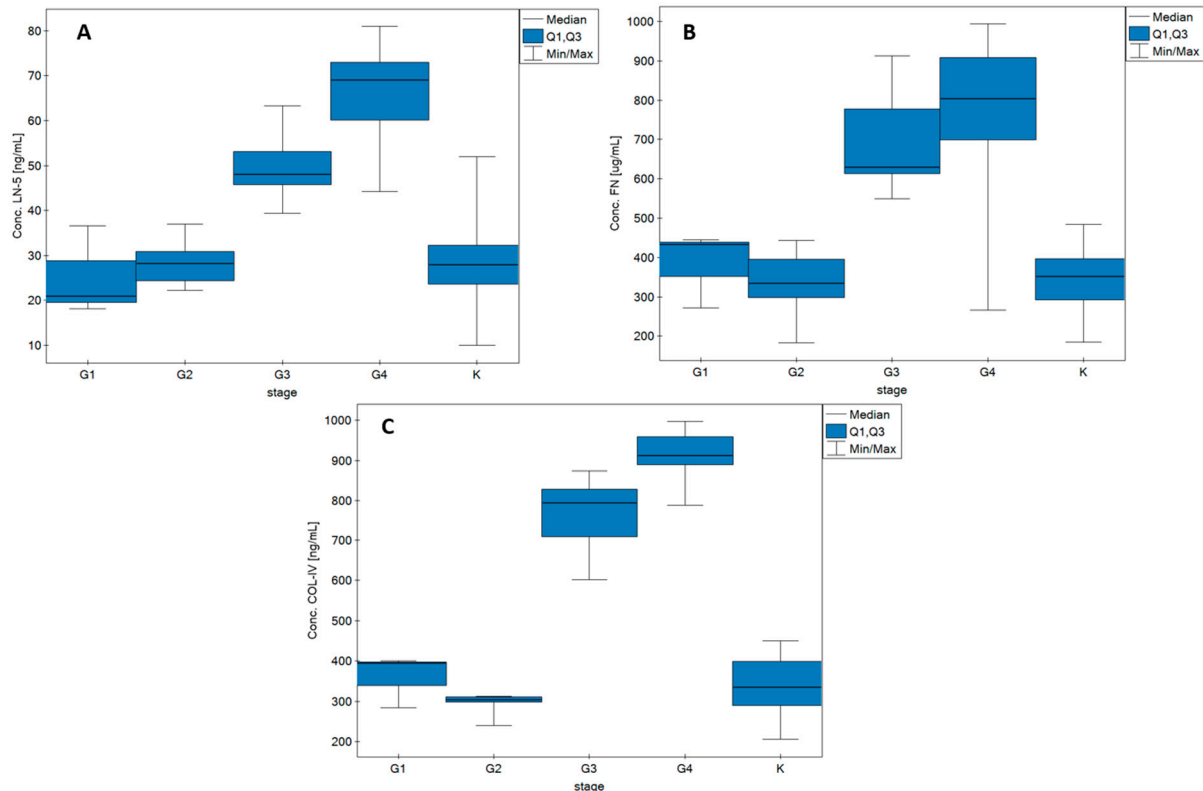 A
Median
Q1,Q3
Min/Max
Conc. LN-5 [ng/mL]
80
70
60
50
40
30
20
10
G1 G2 G3 G4 K
stage
B
Median
Q1,Q3
Min/Max
Conc. FN [ug/mL]
1000
900
800
700
600
500
400
300
200
G1 G2 G3 G4 K
stage
C
Median
Q1,Q3
Min/Max
Conc. COL-IV [ng/mL]
1000
900
800
700
600
500
400
300
200
G1 G2 G3 G4 K
stage